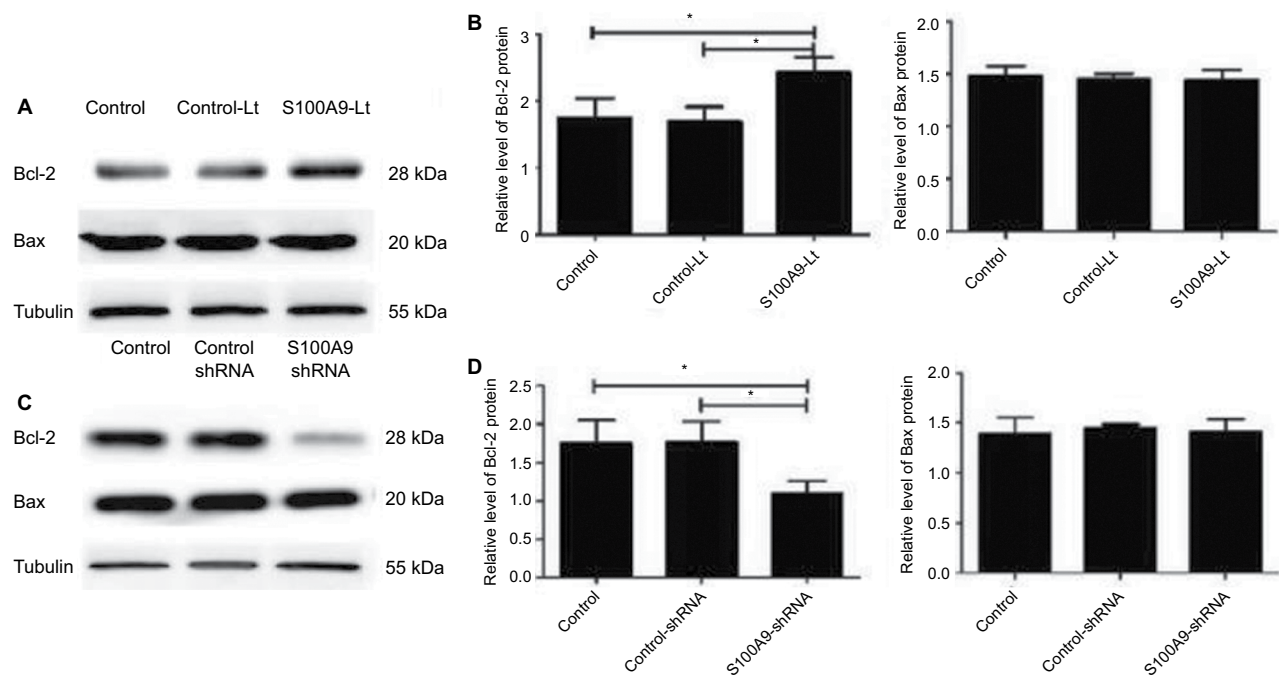 A
Control Control-Lt S100A9-Lt
Bcl-2 28 kDa
Bax 20 kDa
Tubulin 55 kDa
B
*
*
Relative level of Bcl-2 protein
3
2
1
0
Control
Control-Lt
S100A9-Lt
Relative level of Bax protein
2.0
1.5
1.0
0.5
0.0
Control
Control-Lt
S100A9-Lt
Control Control S100A9
shRNA shRNA
C
Bcl-2 28 kDa
Bax 20 kDa
Tubulin 55 kDa
D
*
*
Relative level of Bcl-2 protein
2.5
2.0
1.5
1.0
0.5
0.0
Control
Control-shRNA
S100A9-shRNA
Relative level of Bax protein
2.0
1.5
1.0
0.5
0.0
Control
Control-shRNA
S100A9-shRNA